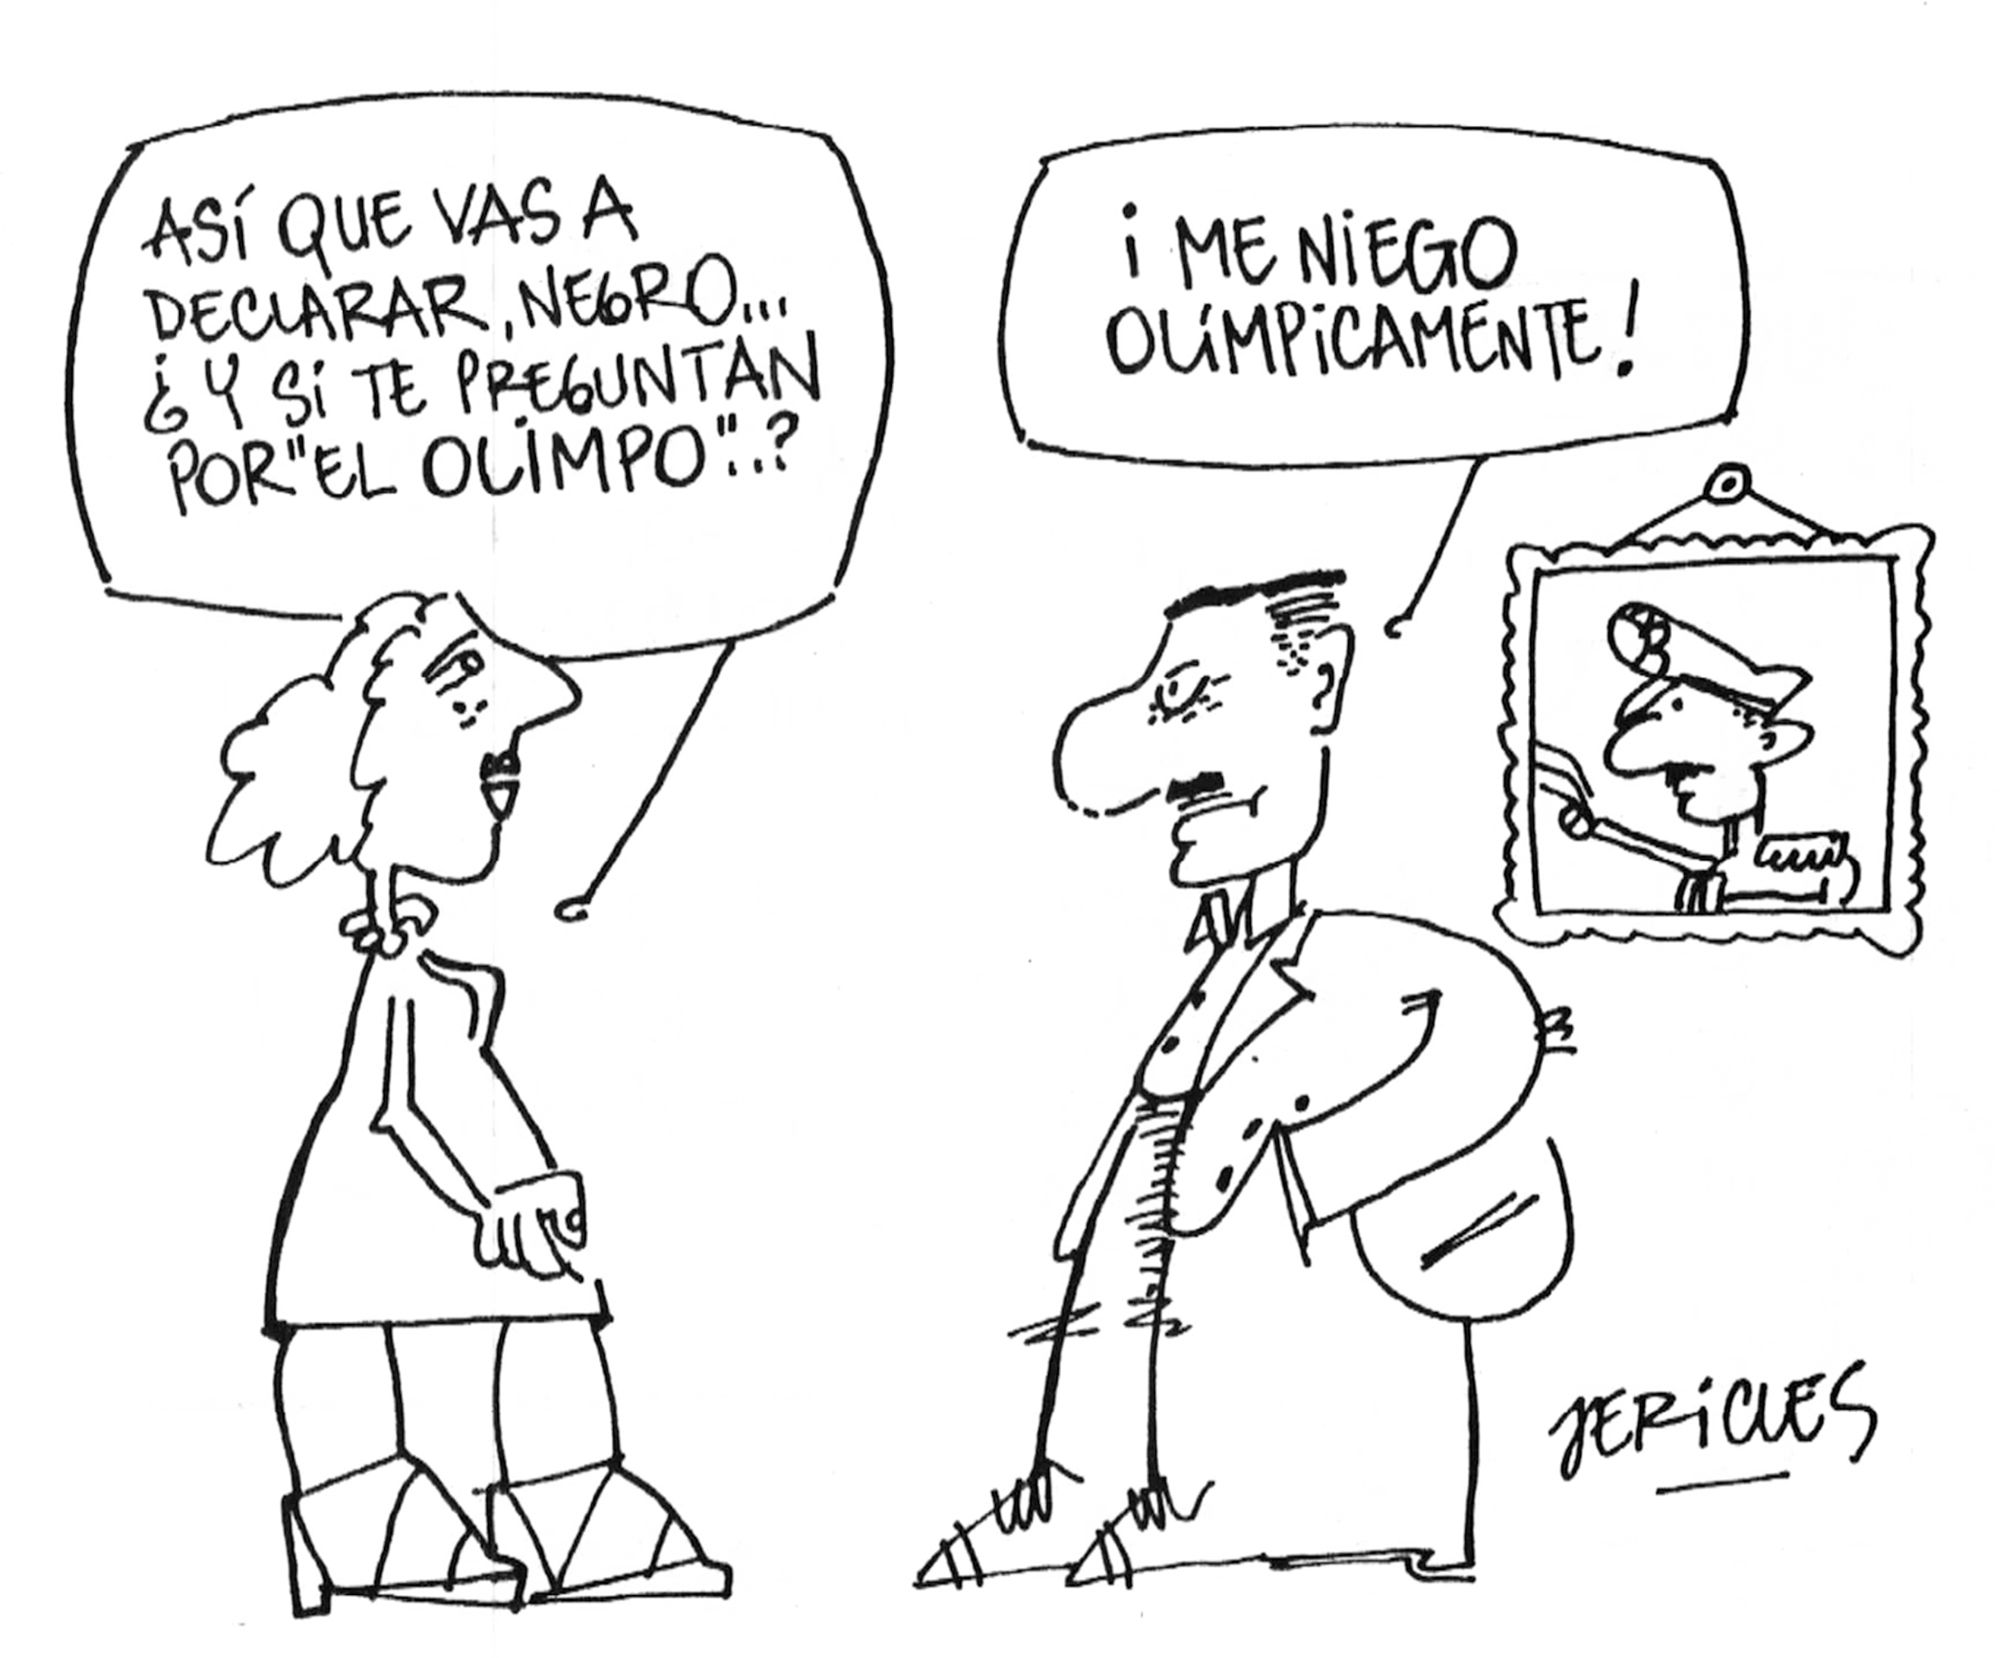 ASÍ QUE VAS A
DECLARAR, NEGRO...
¿Y SI TE PREGUNTAN
POR "EL OLIMPO"..?
¡ME NIEGO
OLÍMPICAMENTE!
JERICLES